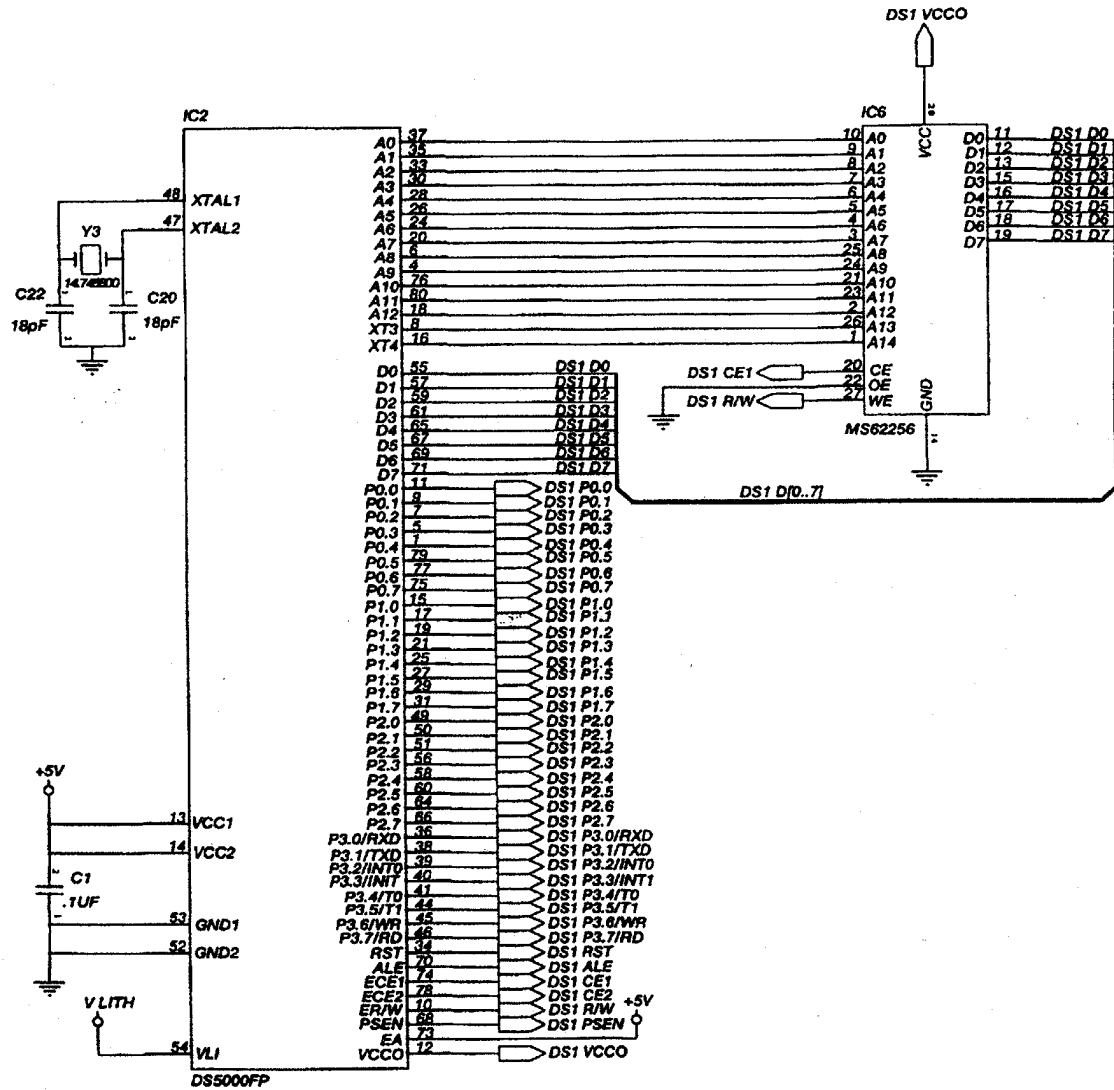 DS1 VCCO
IC2
IC6
A0 37
A1 35
A2 33
A3 30
A4 28
A5 26
A6 24
A7 20
A8 6
A9 4
A10 76
A11 80
A12 18
XT3 8
XT4 16
10 A0
9 A1
8 A2
7 A3
6 A4
5 A5
4 A6
3 A7
25 A8
24 A9
21 A10
23 A11
2 A12
26 A13
1 A14
VCC
D0 11 DS1 D0
D1 12 DS1 D1
D2 13 DS1 D2
D3 15 DS1 D3
D4 16 DS1 D4
D5 17 DS1 D5
D6 18 DS1 D6
D7 19 DS1 D7
48 XTAL1
47 XTAL2
Y3
C22
18pF
C20
18pF
DS1 CE1 20 CE
22 OE
DS1 R/W 27 WE
GND
14
MS62256
D0 55 DS1 D0
D1 57 DS1 D1
D2 59 DS1 D2
D3 61 DS1 D3
D4 65 DS1 D4
D5 67 DS1 D5
D6 69 DS1 D6
D7 71 DS1 D7
DS1 D[0..7]
P0.0 11 DS1 P0.0
P0.1 9 DS1 P0.1
P0.2 7 DS1 P0.2
P0.3 5 DS1 P0.3
P0.4 1 DS1 P0.4
P0.5 79 DS1 P0.5
P0.6 77 DS1 P0.6
P0.7 75 DS1 P0.7
P1.0 15 DS1 P1.0
P1.1 17 DS1 P1.1
P1.2 19 DS1 P1.2
P1.3 21 DS1 P1.3
P1.4 25 DS1 P1.4
P1.5 27 DS1 P1.5
P1.6 29 DS1 P1.6
P1.7 31 DS1 P1.7
P2.0 49 DS1 P2.0
P2.1 50 DS1 P2.1
P2.2 51 DS1 P2.2
P2.3 56 DS1 P2.3
P2.4 58 DS1 P2.4
P2.5 60 DS1 P2.5
P2.6 64 DS1 P2.6
P2.7 66 DS1 P2.7
P3.0/RXD 36 DS1 P3.0/RXD
P3.1/TXD 38 DS1 P3.1/TXD
P3.2/INT0 39 DS1 P3.2/INT0
P3.3/INIT 40 DS1 P3.3/INT1
P3.4/T0 41 DS1 P3.4/T0
P3.5/T1 44 DS1 P3.5/T1
P3.6/WR 45 DS1 P3.6/WR
P3.7/RD 46 DS1 P3.7/RD
RST 34 DS1 RST
ALE 70 DS1 ALE
ECE1 74 DS1 CE1
ECE2 78 DS1 CE2
ER/W 10 DS1 R/W
PSEN 68 DS1 PSEN
EA 73 +5V
VCCO 12 DS1 VCCO
+5V
13 VCC1
14 VCC2
C1
.1UF
53 GND1
52 GND2
V LITH
54 VLI
DS5000FP